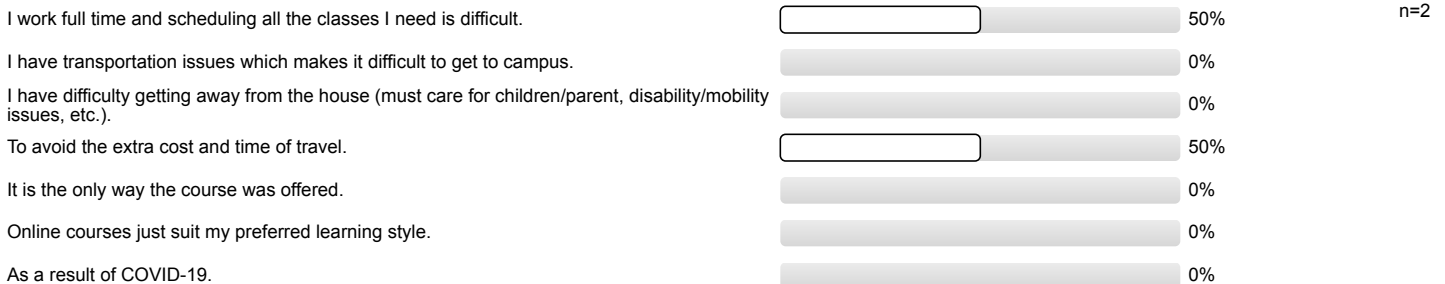 I work full time and scheduling all the classes I need is difficult. 50% n=2
I have transportation issues which makes it difficult to get to campus. 0%
I have difficulty getting away from the house (must care for children/parent, disability/mobility
issues, etc.). 0%
To avoid the extra cost and time of travel. 50%
It is the only way the course was offered. 0%
Online courses just suit my preferred learning style. 0%
As a result of COVID-19. 0%